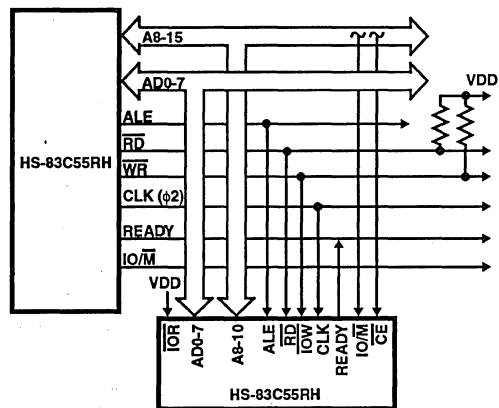 A8-15
AD0-7
VDD
ALE
RD
HS-83C55RH
WR
CLK (ϕ2)
READY
IO/M
VDD
IOR
AD0-7
A8-10
ALE
RD
IOW
CLK
READY
IO/M
CE
HS-83C55RH